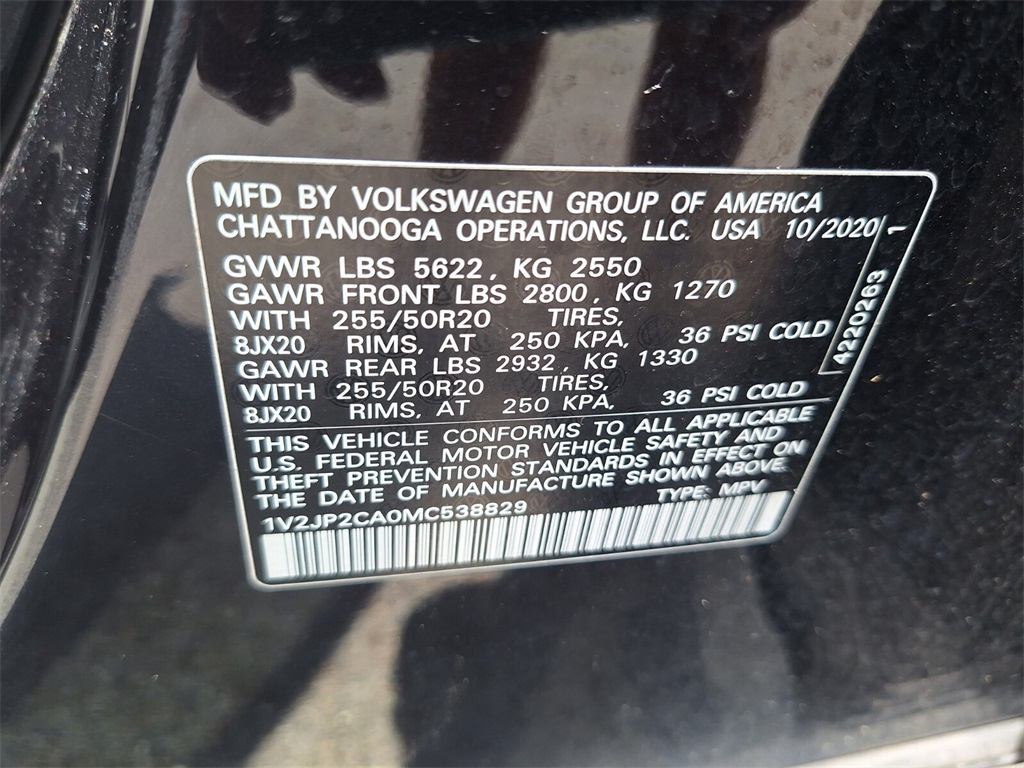 MFD BY VOLKSWAGEN GROUP OF AMERICA
CHATTANOOGA OPERATIONS, LLC. USA 10/2020
GVWR LBS 5622, KG 2550
GAWR FRONT LBS 2800, KG 1270
WITH 255/50R20 TIRES,
8JX20 RIMS, AT 250 KPA, 36 PSI COLD
GAWR REAR LBS 2932, KG 1330
WITH 255/50R20 TIRES,
8JX20 RIMS, AT 250 KPA, 36 PSI COLD
THIS VEHICLE CONFORMS TO ALL APPLICABLE
U.S. FEDERAL MOTOR VEHICLE SAFETY AND
THEFT PREVENTION STANDARDS IN EFFECT ON
THE DATE OF MANUFACTURE SHOWN ABOVE.
1V2JP2CA0MC538829 TYPE: MPV
4220263 1